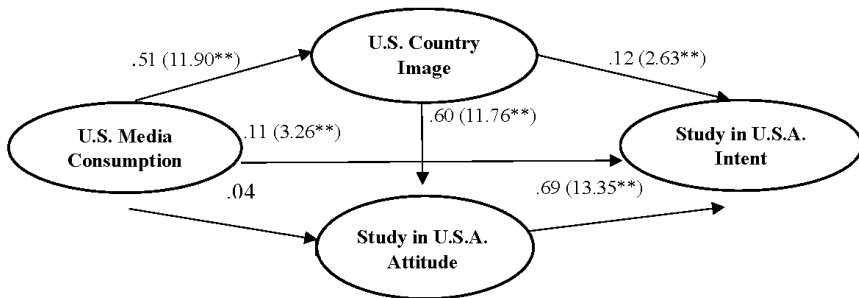 U.S. Country
Image
.51 (11.90**)
.12 (2.63**)
U.S. Media
Consumption
.11 (3.26**)
.60 (11.76**)
Study in U.S.A.
Intent
.04
.69 (13.35**)
Study in U.S.A.
Attitude